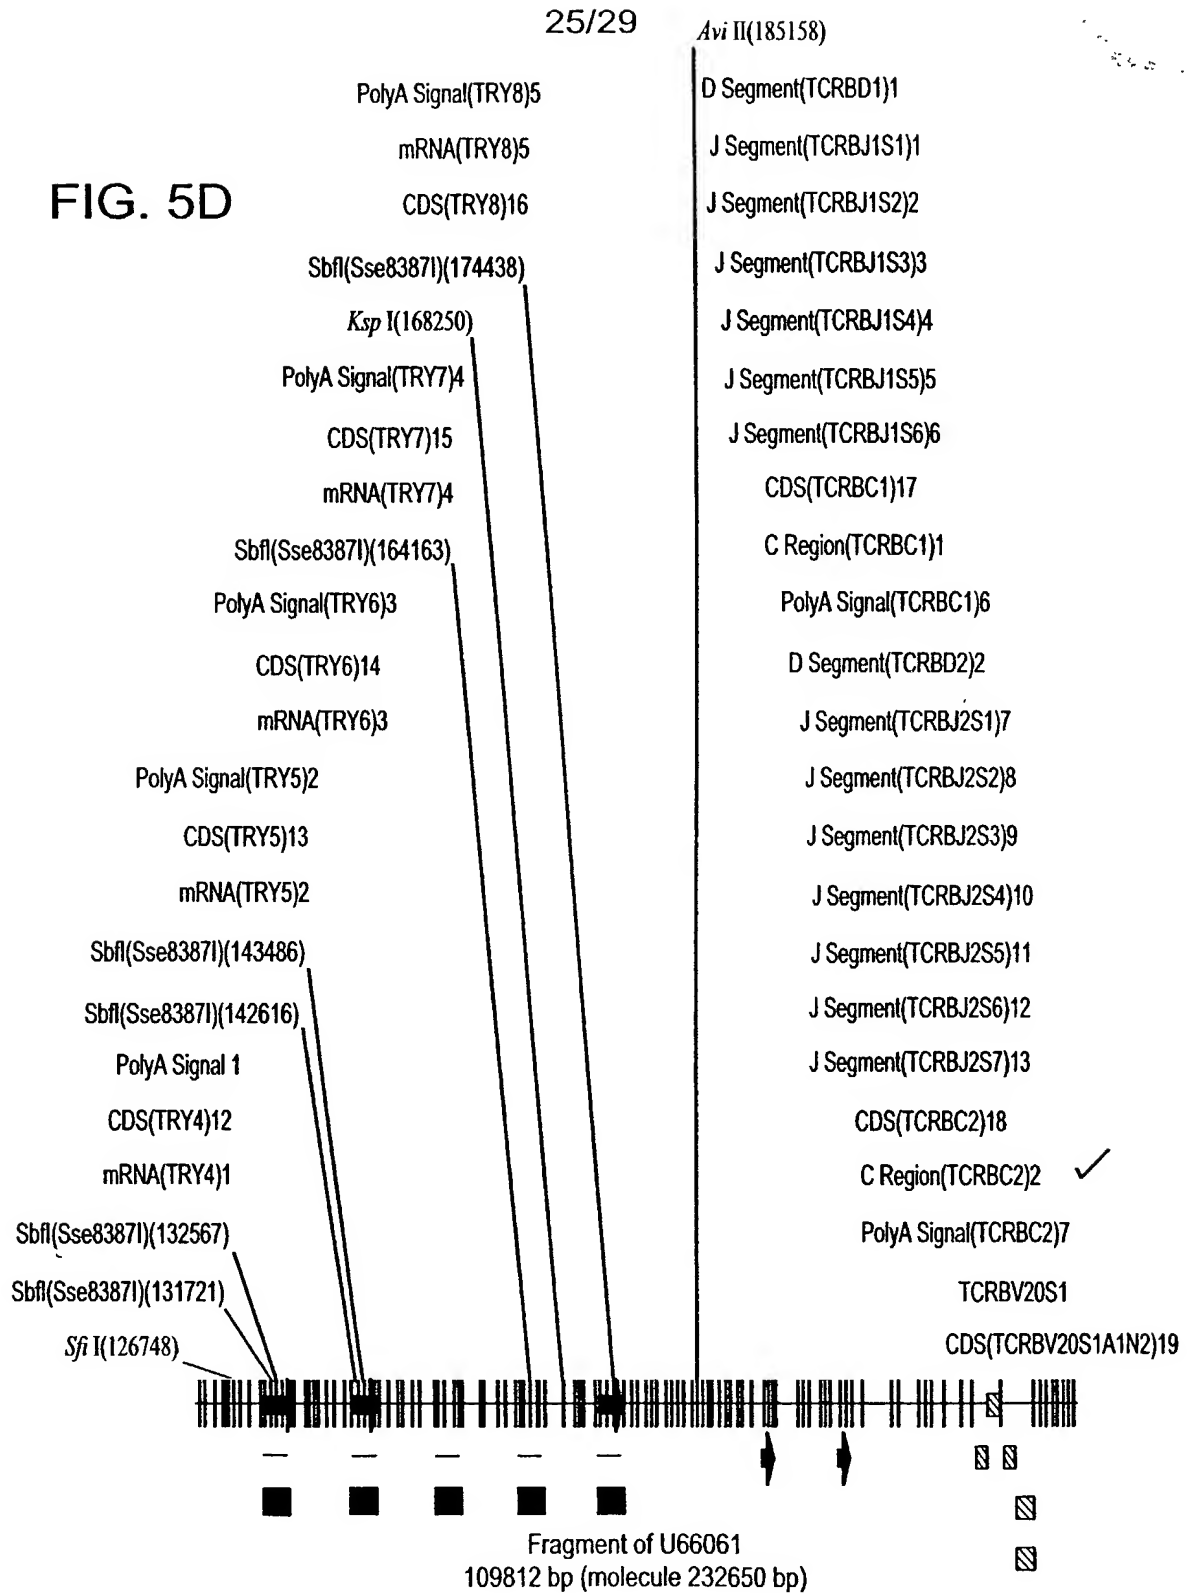 25/29
FIG. 5D
PolyA Signal(TRY8)5
mRNA(TRY8)5
CDS(TRY8)16
SbfI(Sse8387I)(174438)
Ksp I(168250)
PolyA Signal(TRY7)4
CDS(TRY7)15
mRNA(TRY7)4
SbfI(Sse8387I)(164163)
PolyA Signal(TRY6)3
CDS(TRY6)14
mRNA(TRY6)3
PolyA Signal(TRY5)2
CDS(TRY5)13
mRNA(TRY5)2
SbfI(Sse8387I)(143486)
SbfI(Sse8387I)(142616)
PolyA Signal 1
CDS(TRY4)12
mRNA(TRY4)1
SbfI(Sse8387I)(132567)
SbfI(Sse8387I)(131721)
Sfi I(126748)
Avi II(185158)
D Segment(TCRBD1)1
J Segment(TCRBJ1S1)1
J Segment(TCRBJ1S2)2
J Segment(TCRBJ1S3)3
J Segment(TCRBJ1S4)4
J Segment(TCRBJ1S5)5
J Segment(TCRBJ1S6)6
CDS(TCRBC1)17
C Region(TCRBC1)1
PolyA Signal(TCRBC1)6
D Segment(TCRBD2)2
J Segment(TCRBJ2S1)7
J Segment(TCRBJ2S2)8
J Segment(TCRBJ2S3)9
J Segment(TCRBJ2S4)10
J Segment(TCRBJ2S5)11
J Segment(TCRBJ2S6)12
J Segment(TCRBJ2S7)13
CDS(TCRBC2)18
C Region(TCRBC2)2
PolyA Signal(TCRBC2)7
TCRBV20S1
CDS(TCRBV20S1A1N2)19
Fragment of U66061
109812 bp (molecule 232650 bp)